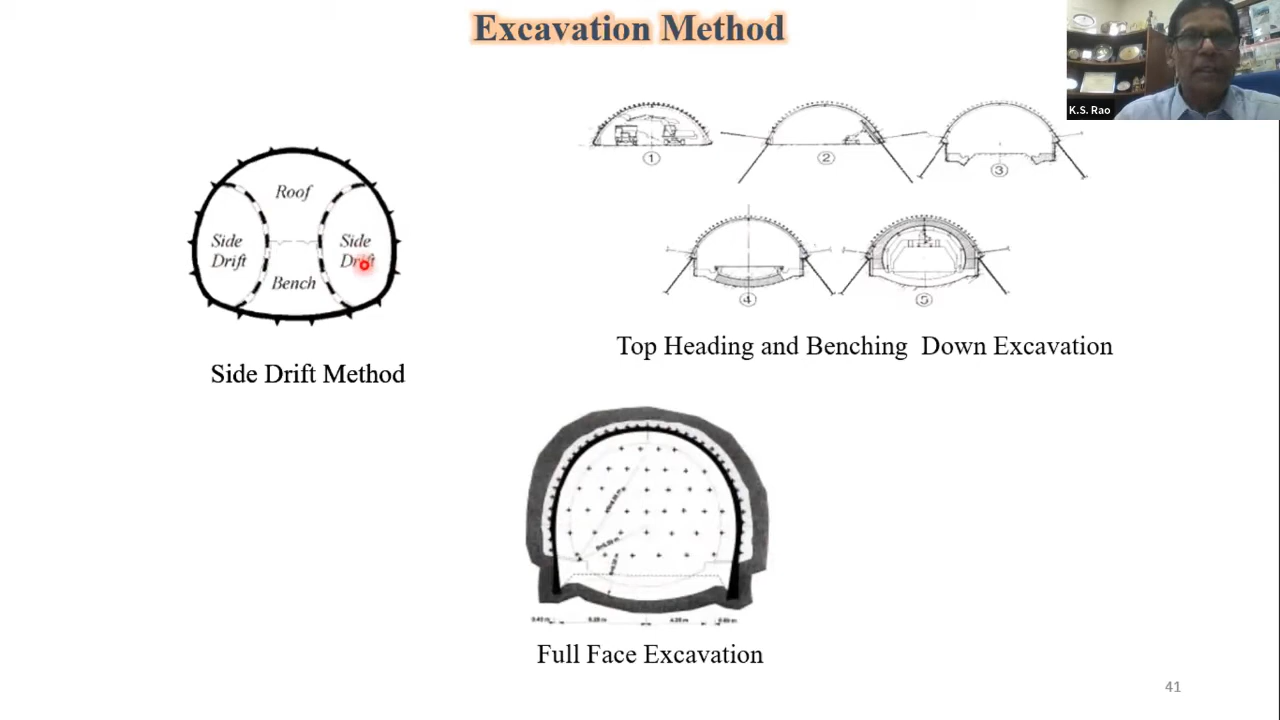 Excavation Method
K.S. Rao
Roof
Side
Drift
Side
Drift
Bench
Side Drift Method
1
2
3
4
5
Top Heading and Benching Down Excavation
Full Face Excavation
41